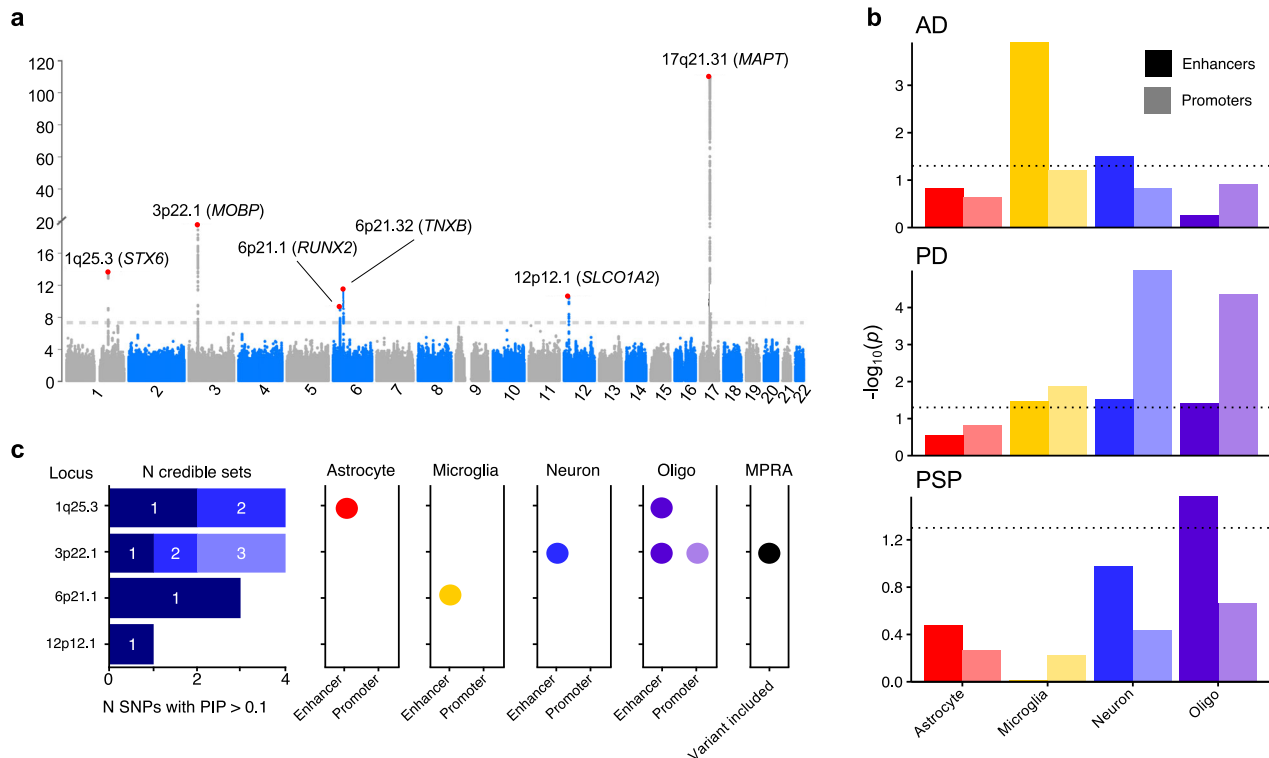 a
120
100
80
60
40
20
16
12
8
4
0
1q25.3 (STX6)
3p22.1 (MOBP)
6p21.1 (RUNX2)
6p21.32 (TNXB)
12p12.1 (SLCO1A2)
17q21.31 (MAPT)
1 2 3 4 5 6 7 8 9 10 11 12 13 14 15 16 17 18 19 20 21 22
b
AD
Enhancers
Promoters
3
2
1
0
PD
4
3
2
1
0
-log10(p)
PSP
1.2
0.8
0.4
0.0
Astrocyte
Microglia
Neuron
Oligo
c
Locus
N credible sets
1q25.3
1 2
3p22.1
1 2 3
6p21.1
1
12p12.1
1
0 2 4
N SNPs with PIP > 0.1
Astrocyte
Enhancer
Promoter
Microglia
Enhancer
Promoter
Neuron
Enhancer
Promoter
Oligo
Enhancer
Promoter
MPRA
Variant included